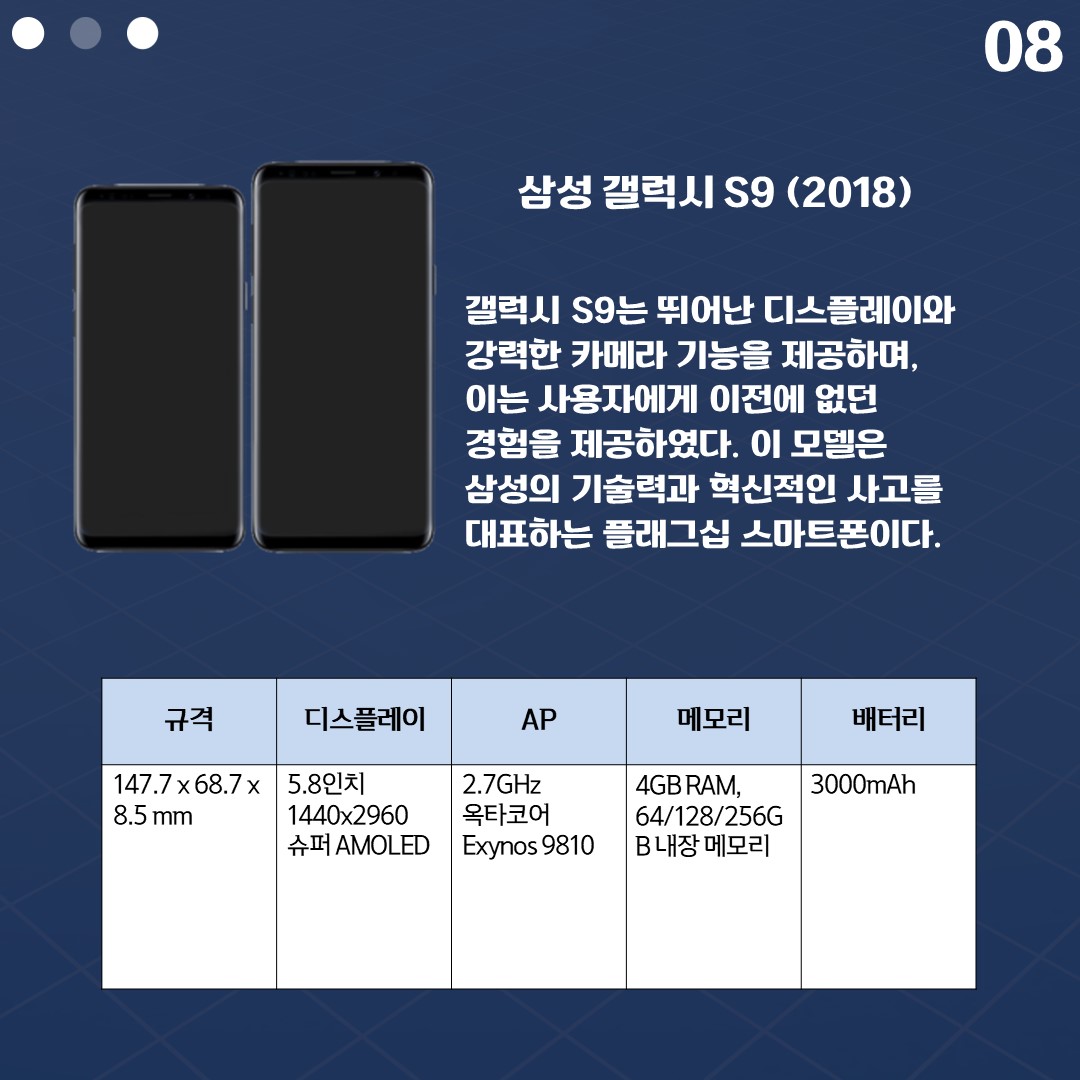 08
삼성 갤럭시 S9 (2018)
갤럭시 S9는 뛰어난 디스플레이와
강력한 카메라 기능을 제공하며,
이는 사용자에게 이전에 없던
경험을 제공하였다. 이 모델은
삼성의 기술력과 혁신적인 사고를
대표하는 플래그십 스마트폰이다.
규격 디스플레이 AP 메모리 배터리
147.7 x 68.7 x
8.5 mm
5.8인치
1440x2960
슈퍼 AMOLED
2.7GHz
옥타코어
Exynos 9810
4GB RAM,
64/128/256G
B 내장 메모리
3000mAh